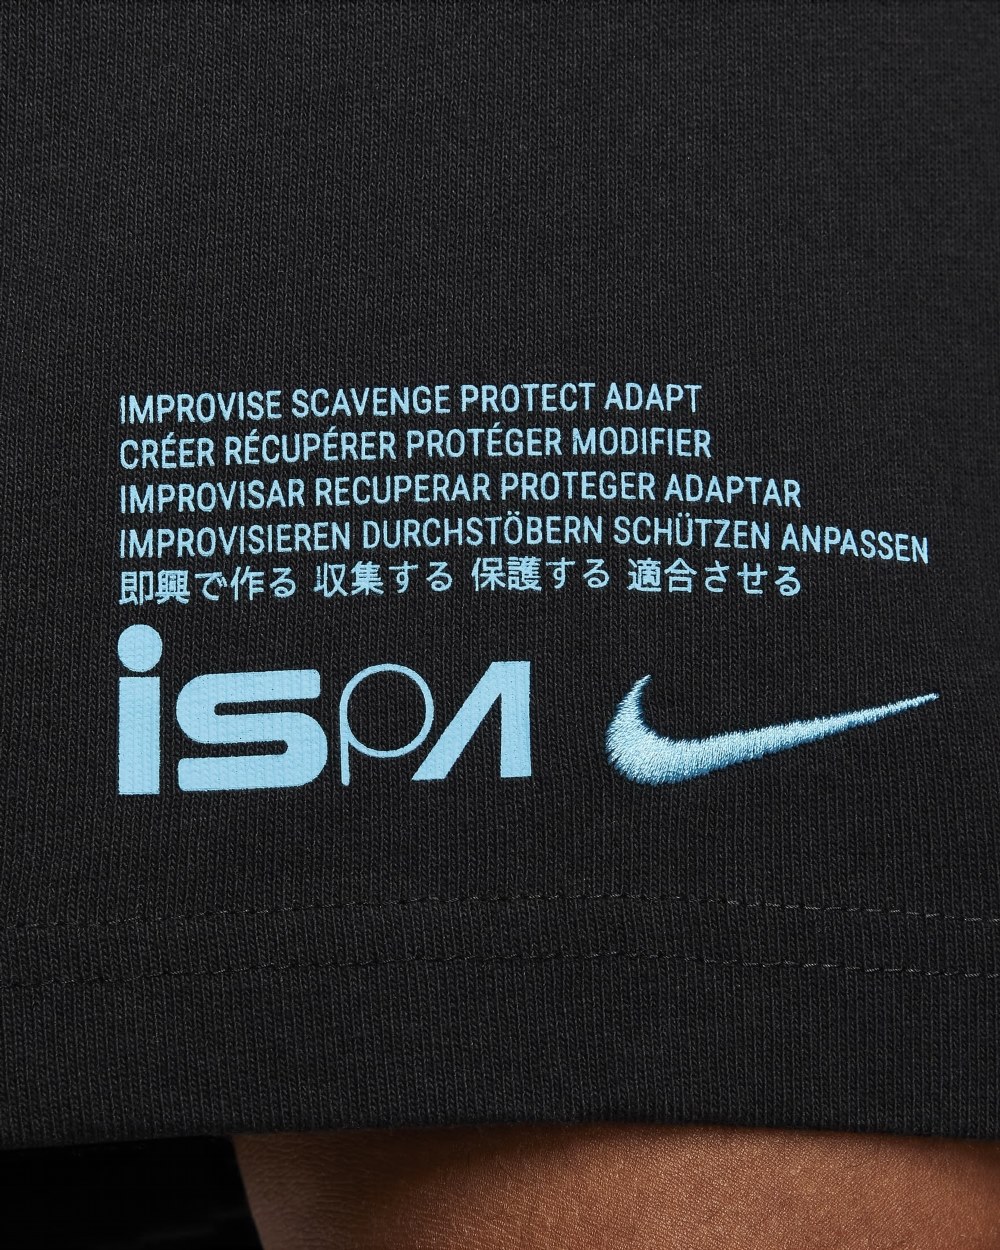 IMPROVISE SCAVENGE PROTECT ADAPT
CRÉER RÉCUPÉRER PROTÉGER MODIFIER
IMPROVISAR RECUPERAR PROTEGER ADAPTAR
IMPROVISIEREN DURCHSTÖBERN SCHÜTZEN ANPASSEN
即興で作る 収集する 保護する 適合させる
iSPA